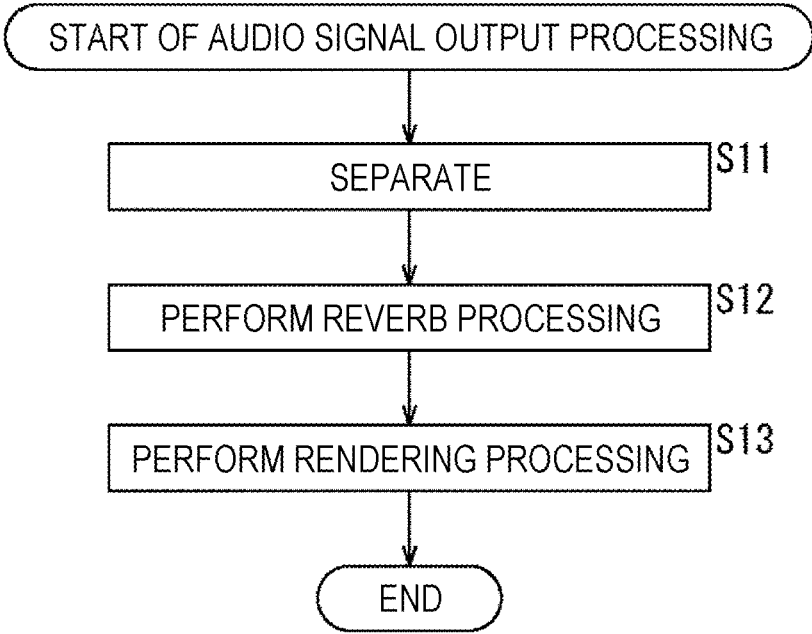 START OF AUDIO SIGNAL OUTPUT PROCESSING
S11
SEPARATE
S12
PERFORM REVERB PROCESSING
S13
PERFORM RENDERING PROCESSING
END